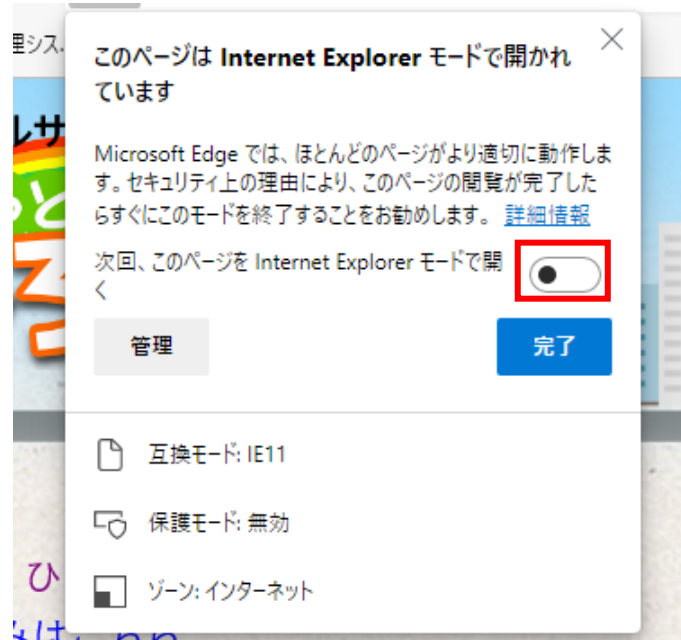 理シス..
このページは Internet Explorer モードで開かれ
ています
ルサ
Microsoft Edge では、ほとんどのページがより適切に動作しま
す。セキュリティ上の理由により、このページの閲覧が完了した
らすぐにこのモードを終了することをお勧めします。 詳細情報
次回、このページを Internet Explorer モードで開
く
管理
完了
互換モード: IE11
保護モード: 無効
ひ
ゾーン: インターネット